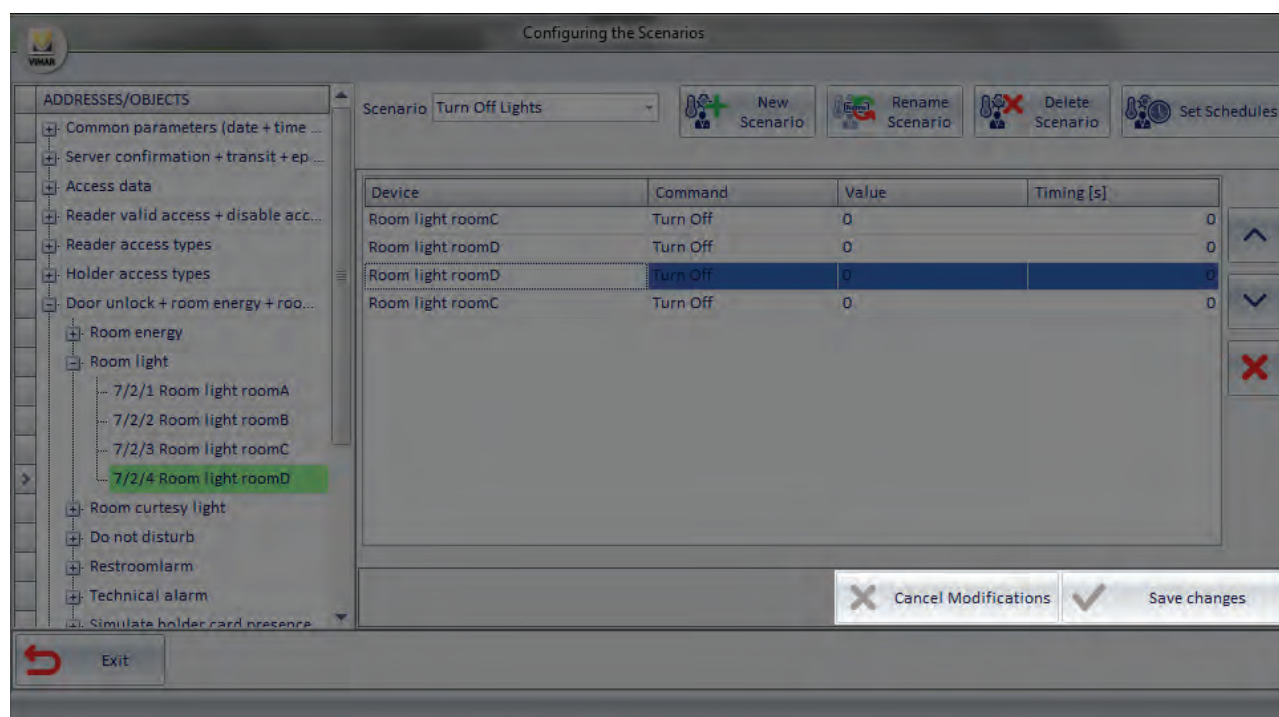 Configuring the Scenarios
VIMAR
ADDRESSES/OBJECTS
Common parameters (date + time ...
Server confirmation + transit + ep ...
Access data
Reader valid access + disable acc...
Reader access types
Holder access types
Door unlock + room energy + roo...
Room energy
Room light
7/2/1 Room light roomA
7/2/2 Room light roomB
7/2/3 Room light roomC
7/2/4 Room light roomD
Room curtesy light
Do not disturb
Restroomlarm
Technical alarm
Simulate holder card presence
Scenario Turn Off Lights
New Scenario
Rename Scenario
Delete Scenario
Set Schedules
Device Command Value Timing [s]
Room light roomC Turn Off 0 0
Room light roomD Turn Off 0 0
Room light roomD Turn Off 0 0
Room light roomC Turn Off 0 0
Cancel Modifications
Save changes
Exit